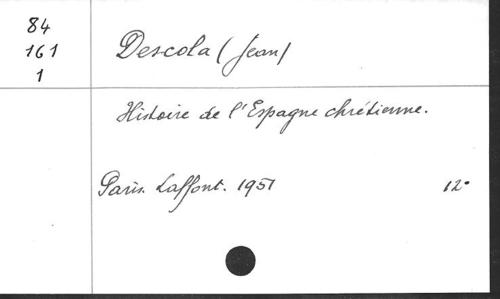 84
161
1
Descola (Jean)
Histoire de l'Espagne chrétienne.
Paris. Laffont. 1951 12°